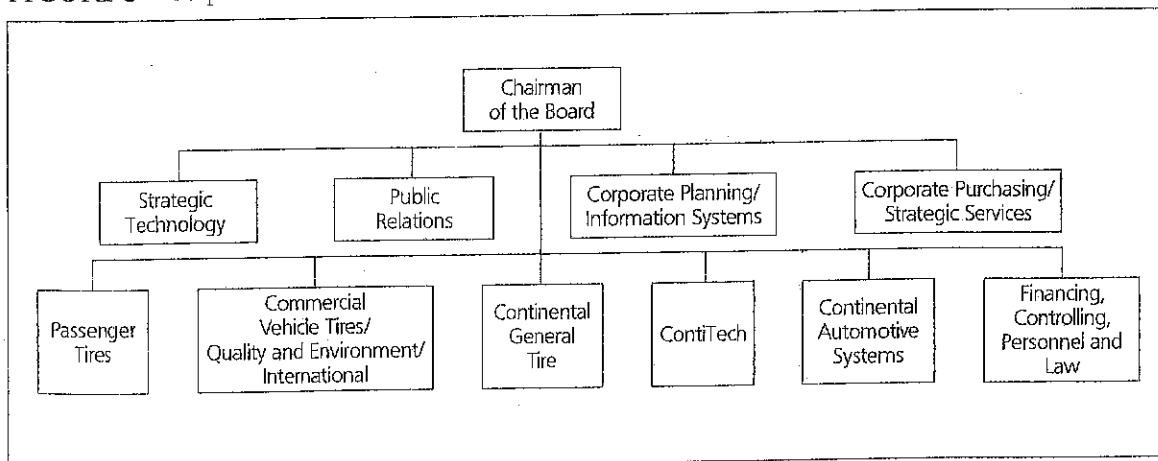 Chairman
of the Board
Strategic
Technology
Public
Relations
Corporate Planning/
Information Systems
Corporate Purchasing/
Strategic Services
Passenger
Tires
Commercial
Vehicle Tires/
Quality and Environment/
International
Continental
General
Tire
ContiTech
Continental
Automotive
Systems
Financing,
Controlling,
Personnel and
Law